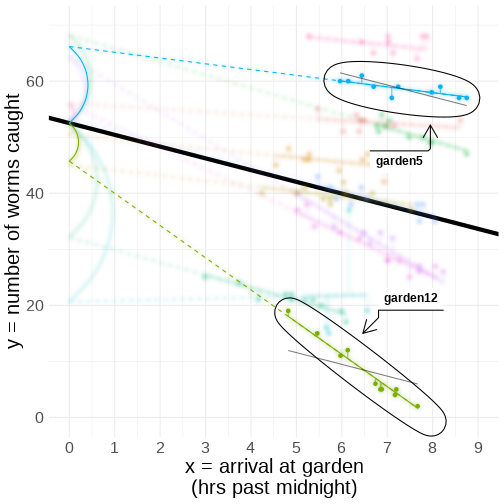 y = number of worms caught
60
40
20
0
garden5
garden12
0 1 2 3 4 5 6 7 8 9
x = arrival at garden
(hrs past midnight)